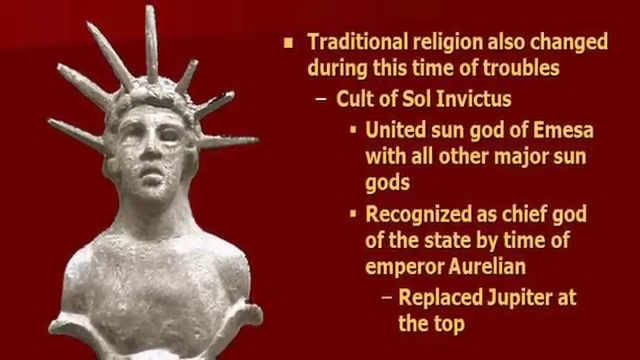 ▪ Traditional religion also changed
during this time of troubles
– Cult of Sol Invictus
▪ United sun god of Emesa
with all other major sun
gods
▪ Recognized as chief god
of the state by time of
emperor Aurelian
– Replaced Jupiter at
the top